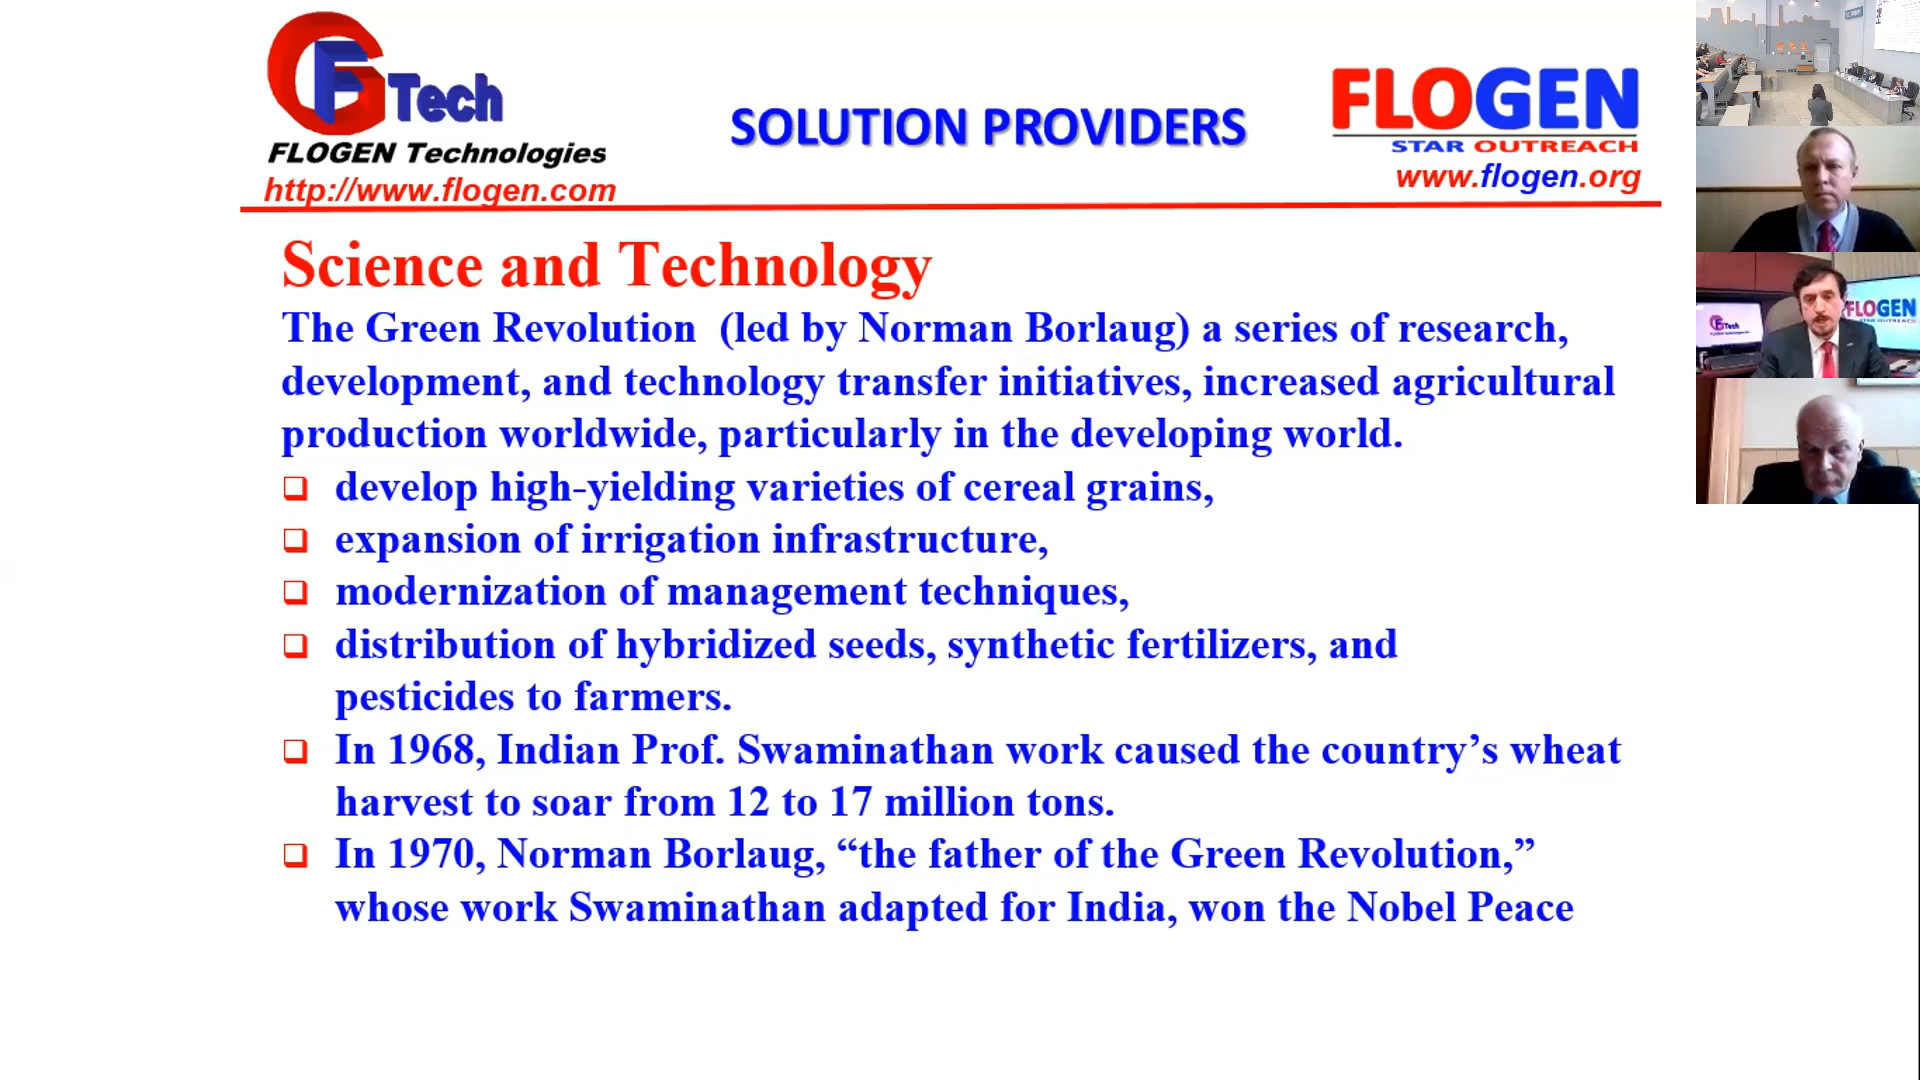 GF Tech
FLOGEN Technologies
http://www.flogen.com
SOLUTION PROVIDERS
FLOGEN
STAR OUTREACH
www.flogen.org
Science and Technology
The Green Revolution (led by Norman Borlaug) a series of research,
development, and technology transfer initiatives, increased agricultural
production worldwide, particularly in the developing world.
develop high-yielding varieties of cereal grains,
expansion of irrigation infrastructure,
modernization of management techniques,
distribution of hybridized seeds, synthetic fertilizers, and
pesticides to farmers.
In 1968, Indian Prof. Swaminathan work caused the country’s wheat
harvest to soar from 12 to 17 million tons.
In 1970, Norman Borlaug, “the father of the Green Revolution,”
whose work Swaminathan adapted for India, won the Nobel Peace
FLOGEN
STAR OUTREACH
Tech